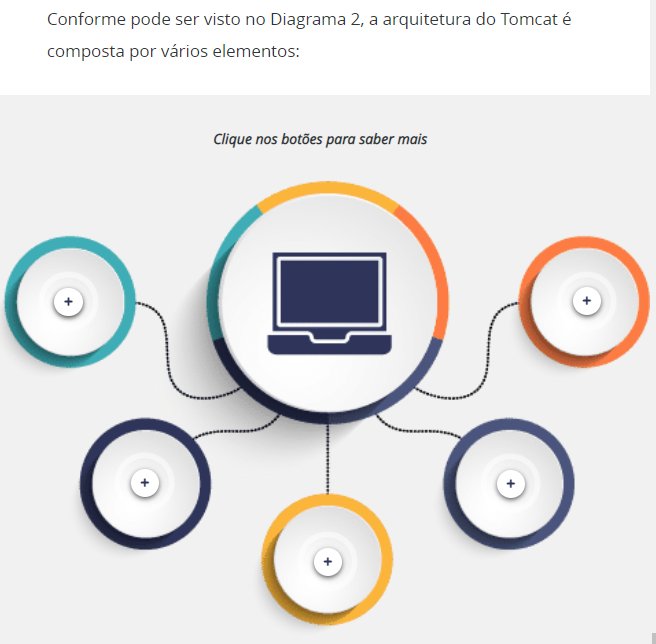 Conforme pode ser visto no Diagrama 2, a arquitetura do Tomcat é
composta por vários elementos:
Clique nos botões para saber mais
+
+
+
+
+